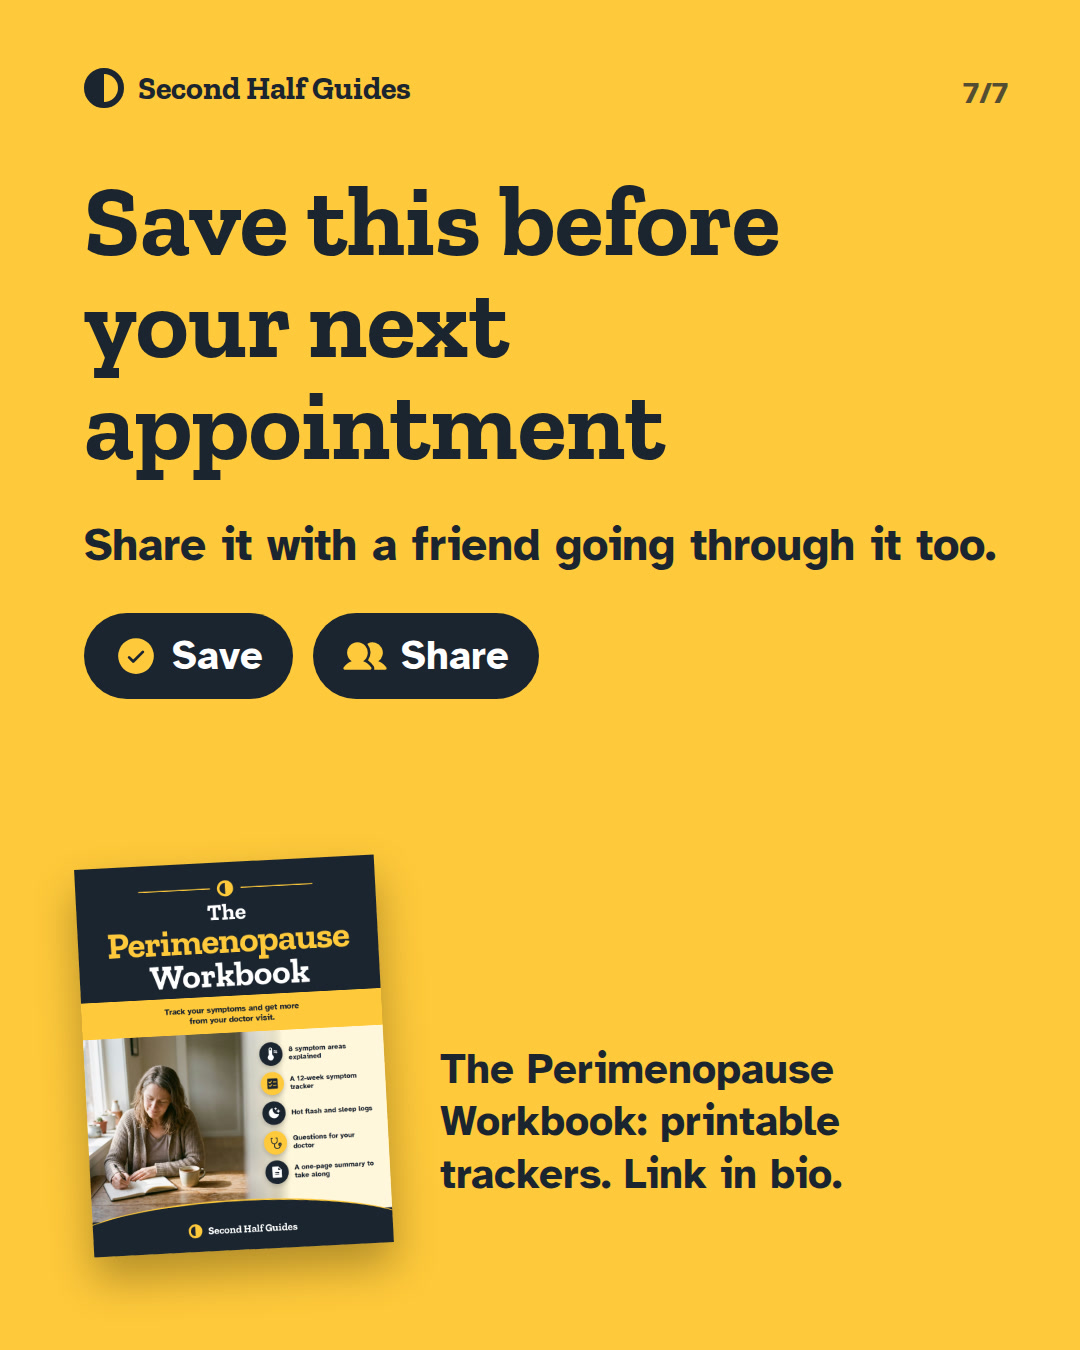 Second Half Guides
7/7
Save this before
your next
appointment
Share it with a friend going through it too.
Save
Share
The
Perimenopause
Workbook
Track your symptoms and get more
from your doctor visit.
8 symptom areas
explained
A 12-week symptom
tracker
Hot flash and sleep logs
Questions for your
doctor
A one-page summary to
take along
Second Half Guides
The Perimenopause
Workbook: printable
trackers. Link in bio.